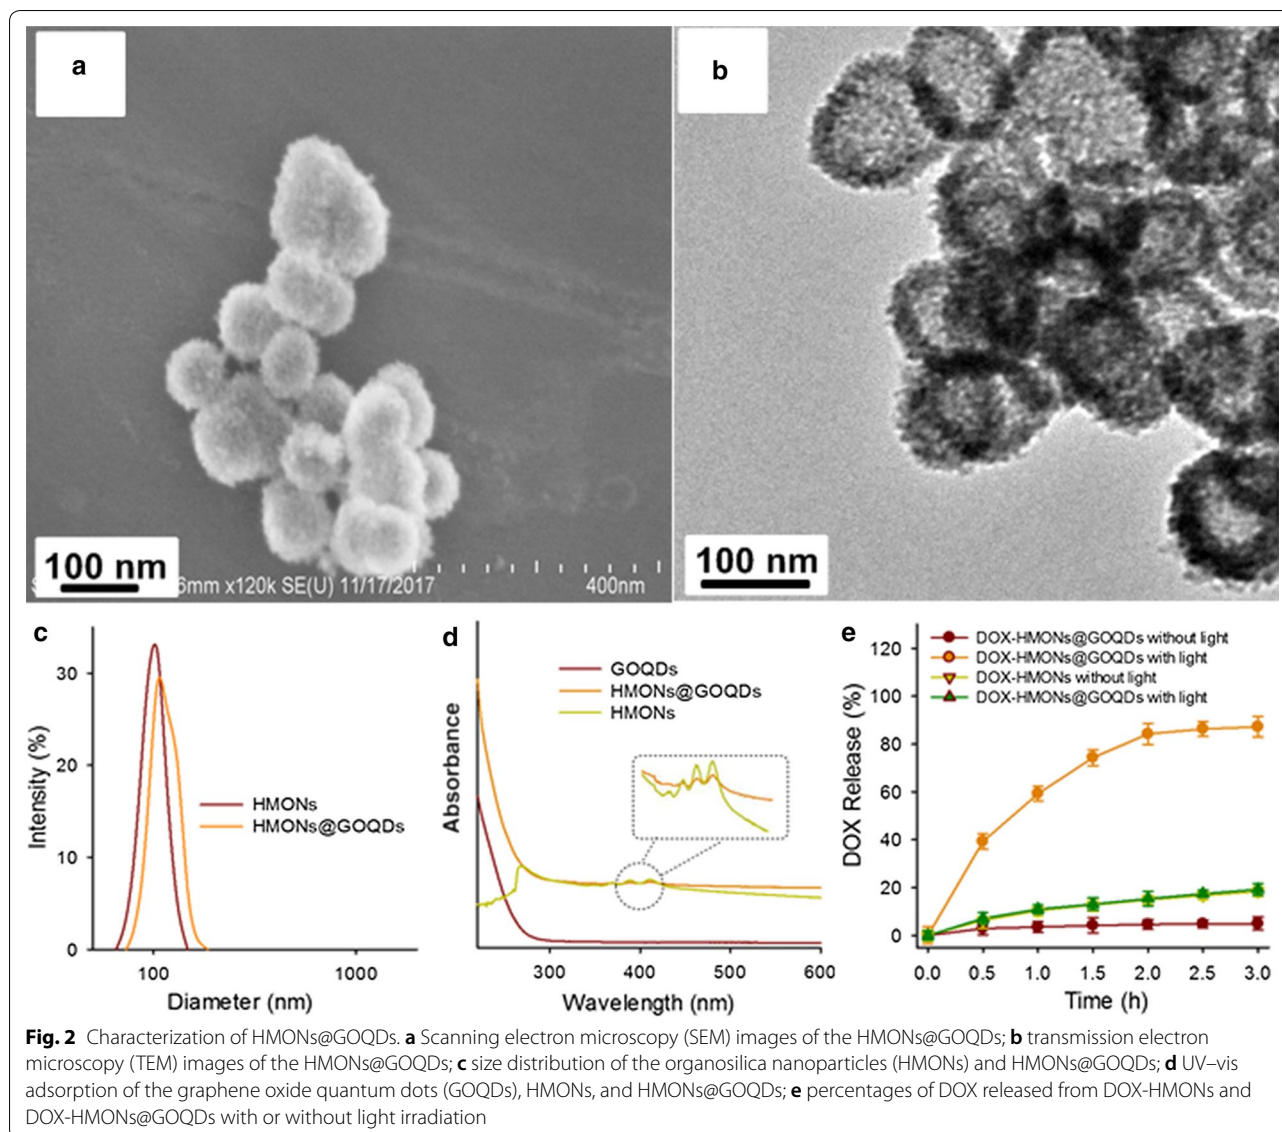 a
b
100 nm
6mm x120k SE(U) 11/17/2017
400nm
100 nm
c
Intensity (%)
30
20
10
0
100
1000
Diameter (nm)
HMONs
HMONs@GOQDs
d
Absorbance
GOQDs
HMONs@GOQDs
HMONs
300
400
500
600
Wavelength (nm)
e
DOX Release (%)
120
100
80
60
40
20
0
0.0
0.5
1.0
1.5
2.0
2.5
3.0
Time (h)
DOX-HMONs@GOQDs without light
DOX-HMONs@GOQDs with light
DOX-HMONs without light
DOX-HMONs@GOQDs with light
Fig. 2 Characterization of HMONs@GOQDs. a Scanning electron microscopy (SEM) images of the HMONs@GOQDs; b transmission electron
microscopy (TEM) images of the HMONs@GOQDs; c size distribution of the organosilica nanoparticles (HMONs) and HMONs@GOQDs; d UV–vis
adsorption of the graphene oxide quantum dots (GOQDs), HMONs, and HMONs@GOQDs; e percentages of DOX released from DOX-HMONs and
DOX-HMONs@GOQDs with or without light irradiation